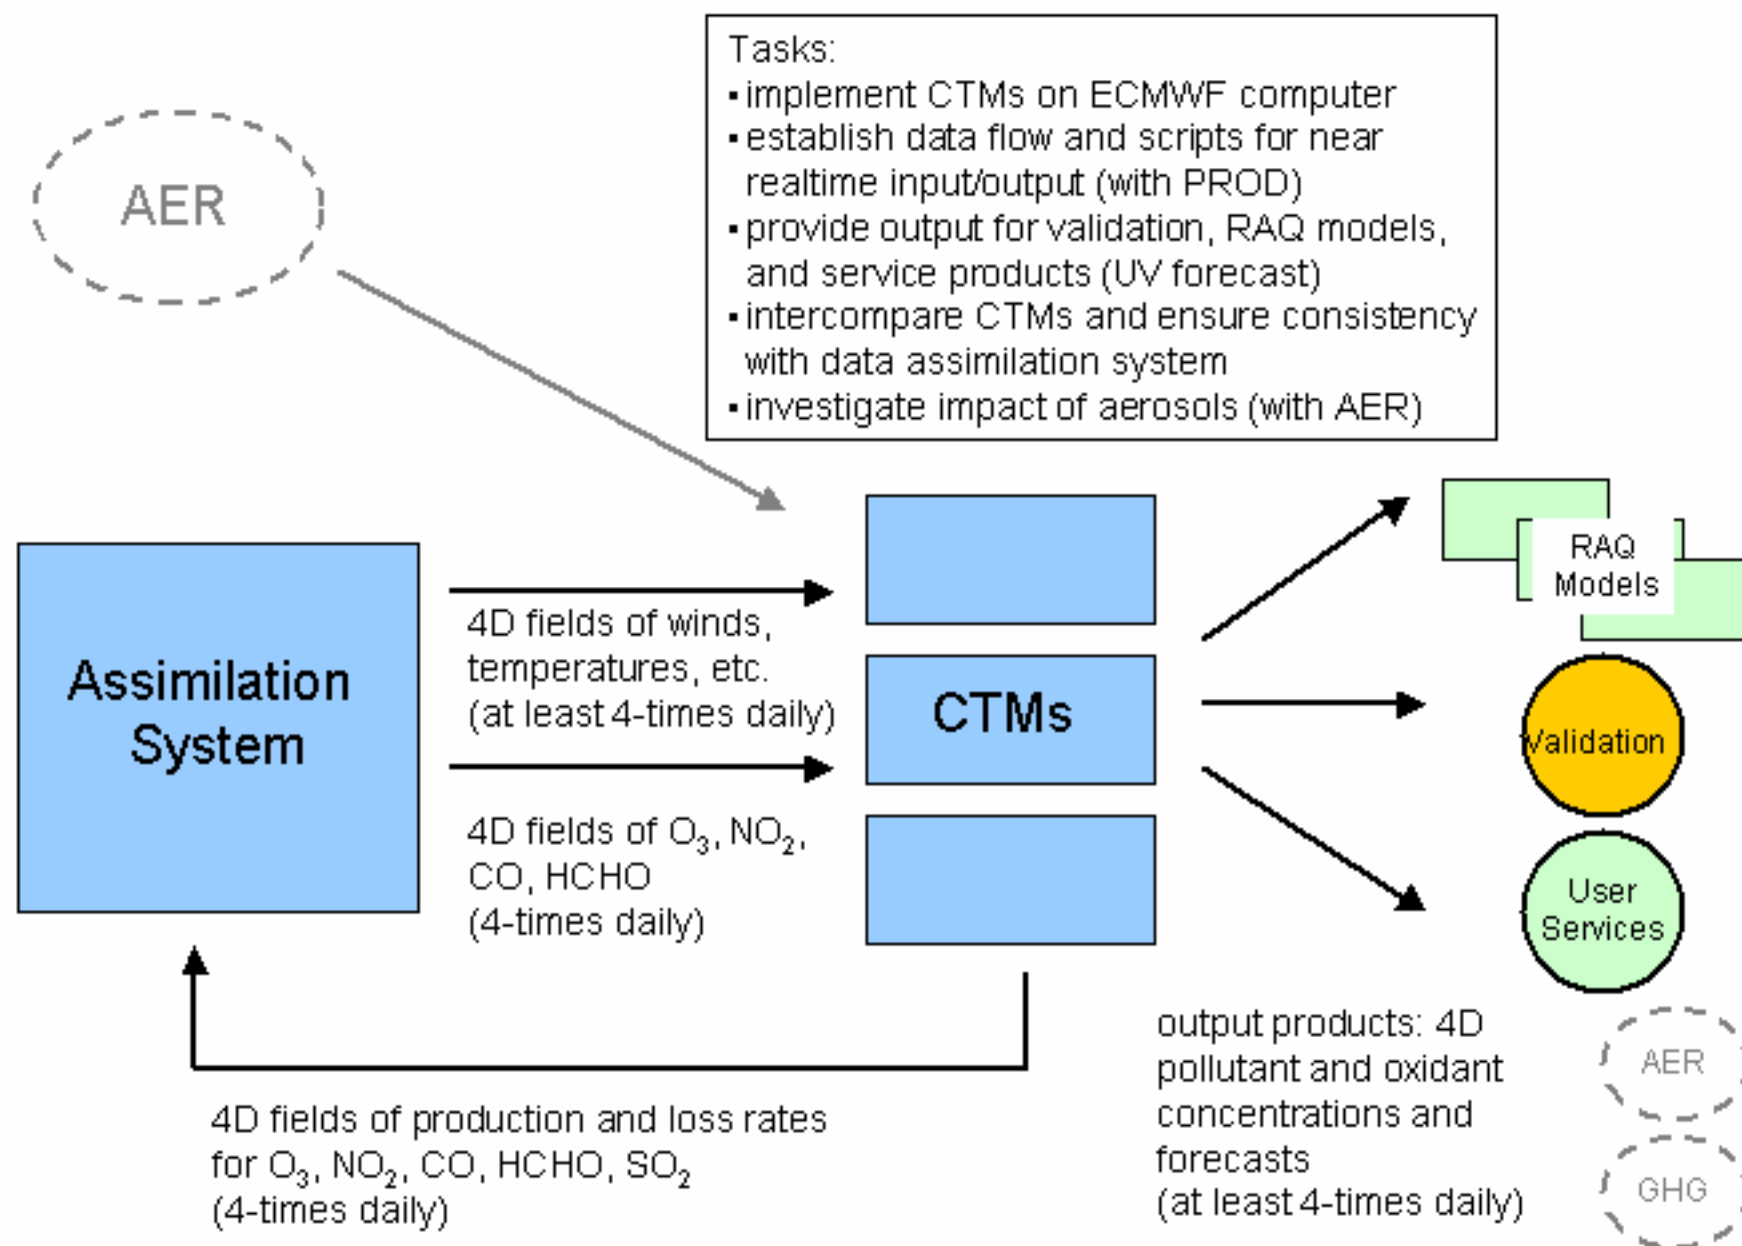 Tasks:
▪ implement CTMs on ECMWF computer
▪ establish data flow and scripts for near
realtime input/output (with PROD)
▪ provide output for validation, RAQ models,
and service products (UV forecast)
▪ intercompare CTMs and ensure consistency
with data assimilation system
▪ investigate impact of aerosols (with AER)
AER
Assimilation
System
4D fields of winds,
temperatures, etc.
(at least 4-times daily)
4D fields of O₃, NO₂,
CO, HCHO
(4-times daily)
CTMs
RAQ
Models
Validation
User
Services
4D fields of production and loss rates
for O₃, NO₂, CO, HCHO, SO₂
(4-times daily)
output products: 4D
pollutant and oxidant
concentrations and
forecasts
(at least 4-times daily)
AER
GHG